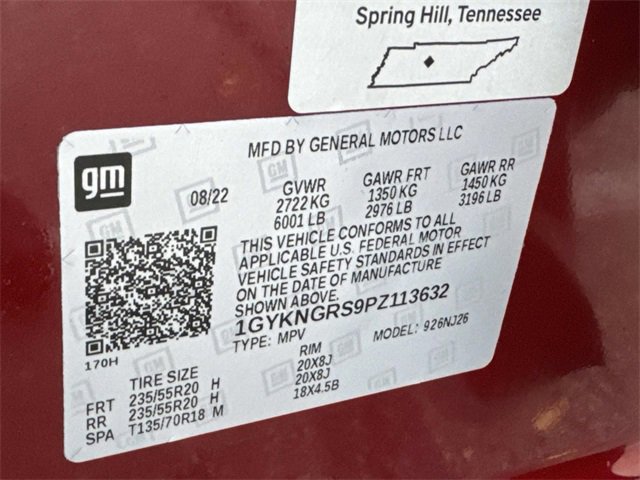 Spring Hill, Tennessee
MFD BY GENERAL MOTORS LLC
gm
08/22
GVWR GAWR FRT GAWR RR
2722 KG 1350 KG 1450 KG
6001 LB 2976 LB 3196 LB
THIS VEHICLE CONFORMS TO ALL
APPLICABLE U.S. FEDERAL MOTOR
VEHICLE SAFETY STANDARDS IN EFFECT
ON THE DATE OF MANUFACTURE
SHOWN ABOVE.
1GYKNGRS9PZ113632
TYPE: MPV MODEL: 926NJ26
170H
TIRE SIZE RIM
FRT 235/55R20 H 20X8J
RR 235/55R20 H 20X8J
SPA T135/70R18 M 18X4.5B